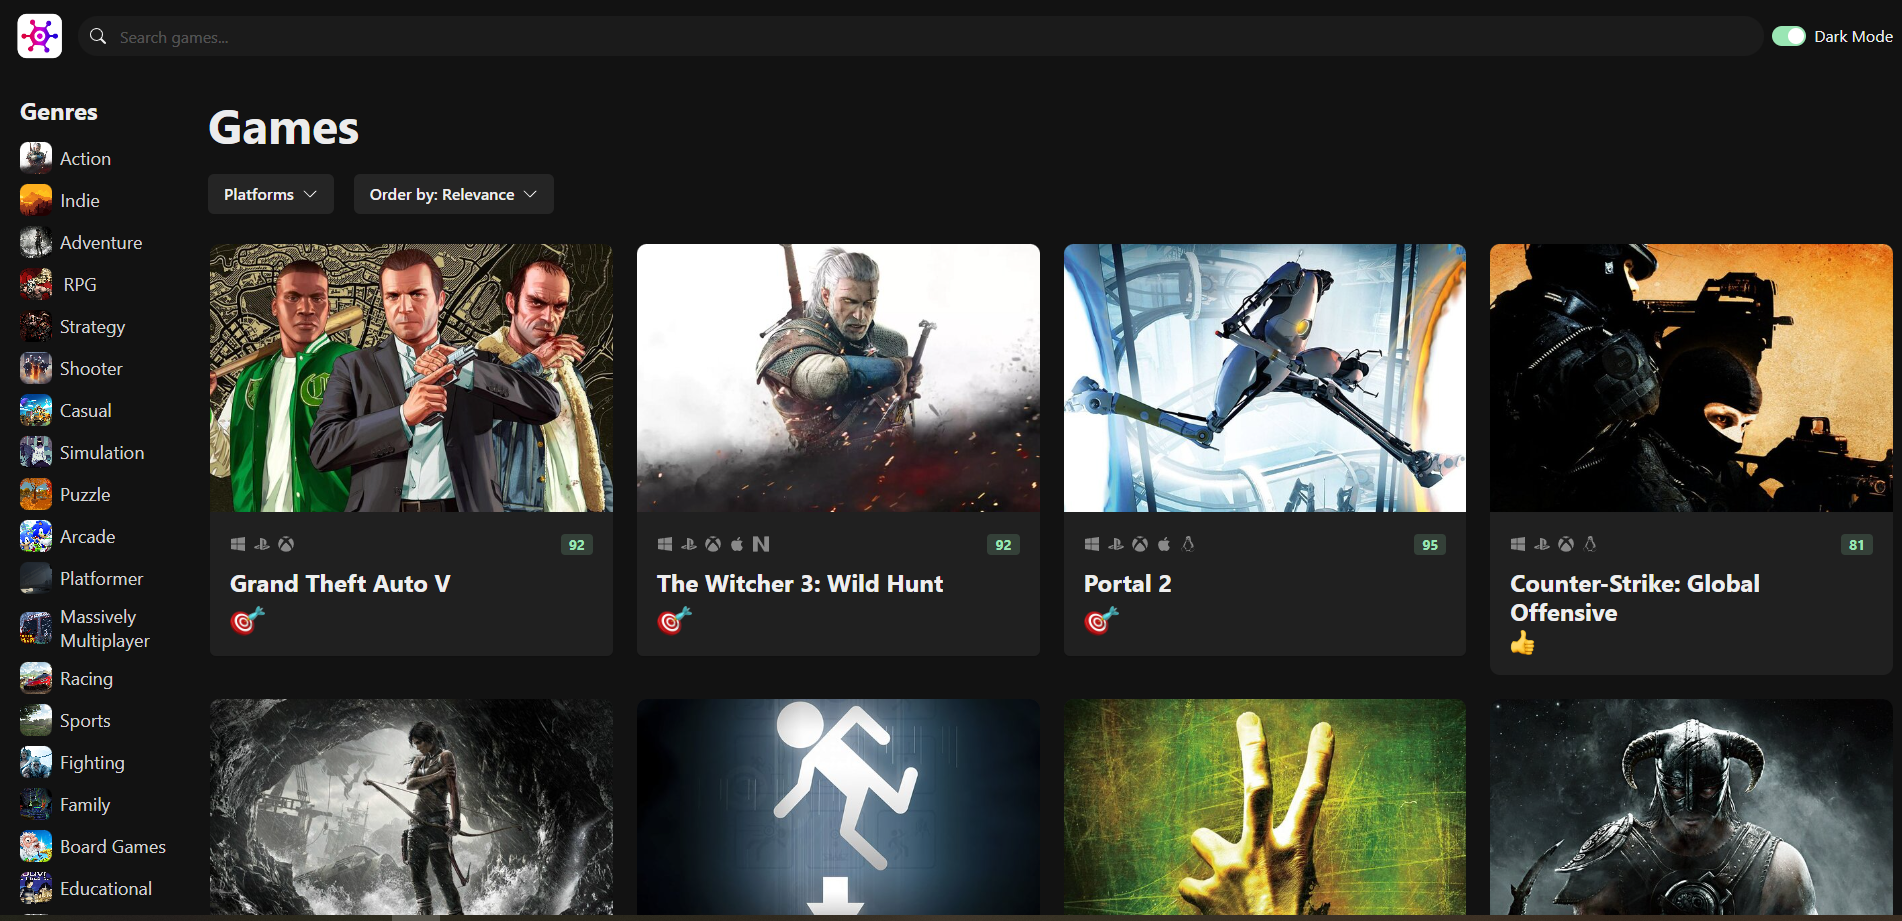 Search games...
Dark Mode
Genres
Action
Indie
Adventure
RPG
Strategy
Shooter
Casual
Simulation
Puzzle
Arcade
Platformer
Massively
Multiplayer
Racing
Sports
Fighting
Family
Board Games
Educational
Games
Platforms
Order by: Relevance
92
Grand Theft Auto V
92
The Witcher 3: Wild Hunt
95
Portal 2
81
Counter-Strike: Global
Offensive